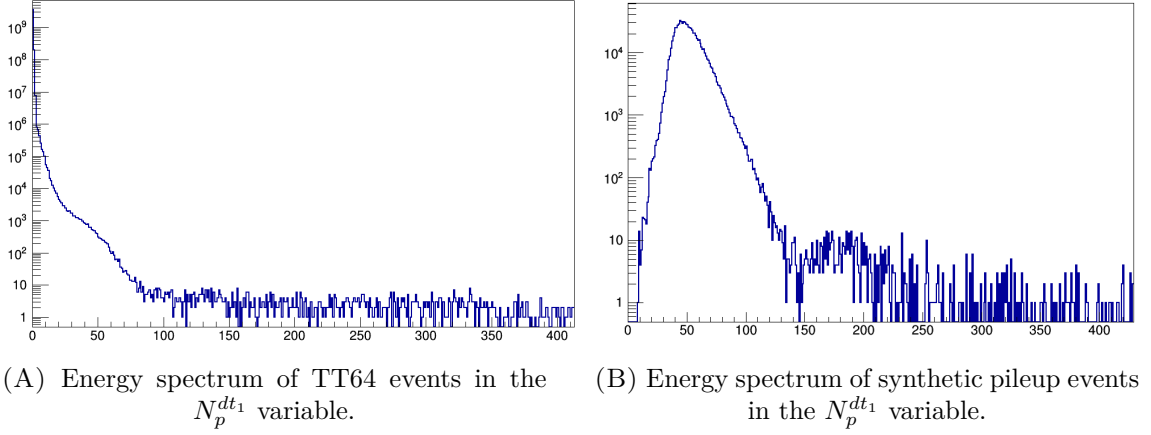 10⁹
10⁸
10⁷
10⁶
10⁵
10⁴
10³
10²
10
1
0 50 100 150 200 250 300 350 400
10⁴
10³
10²
10
1
0 50 100 150 200 250 300 350 400
(A) Energy spectrum of TT64 events in the
N_p^{dt_1} variable.
(B) Energy spectrum of synthetic pileup events
in the N_p^{dt_1} variable.